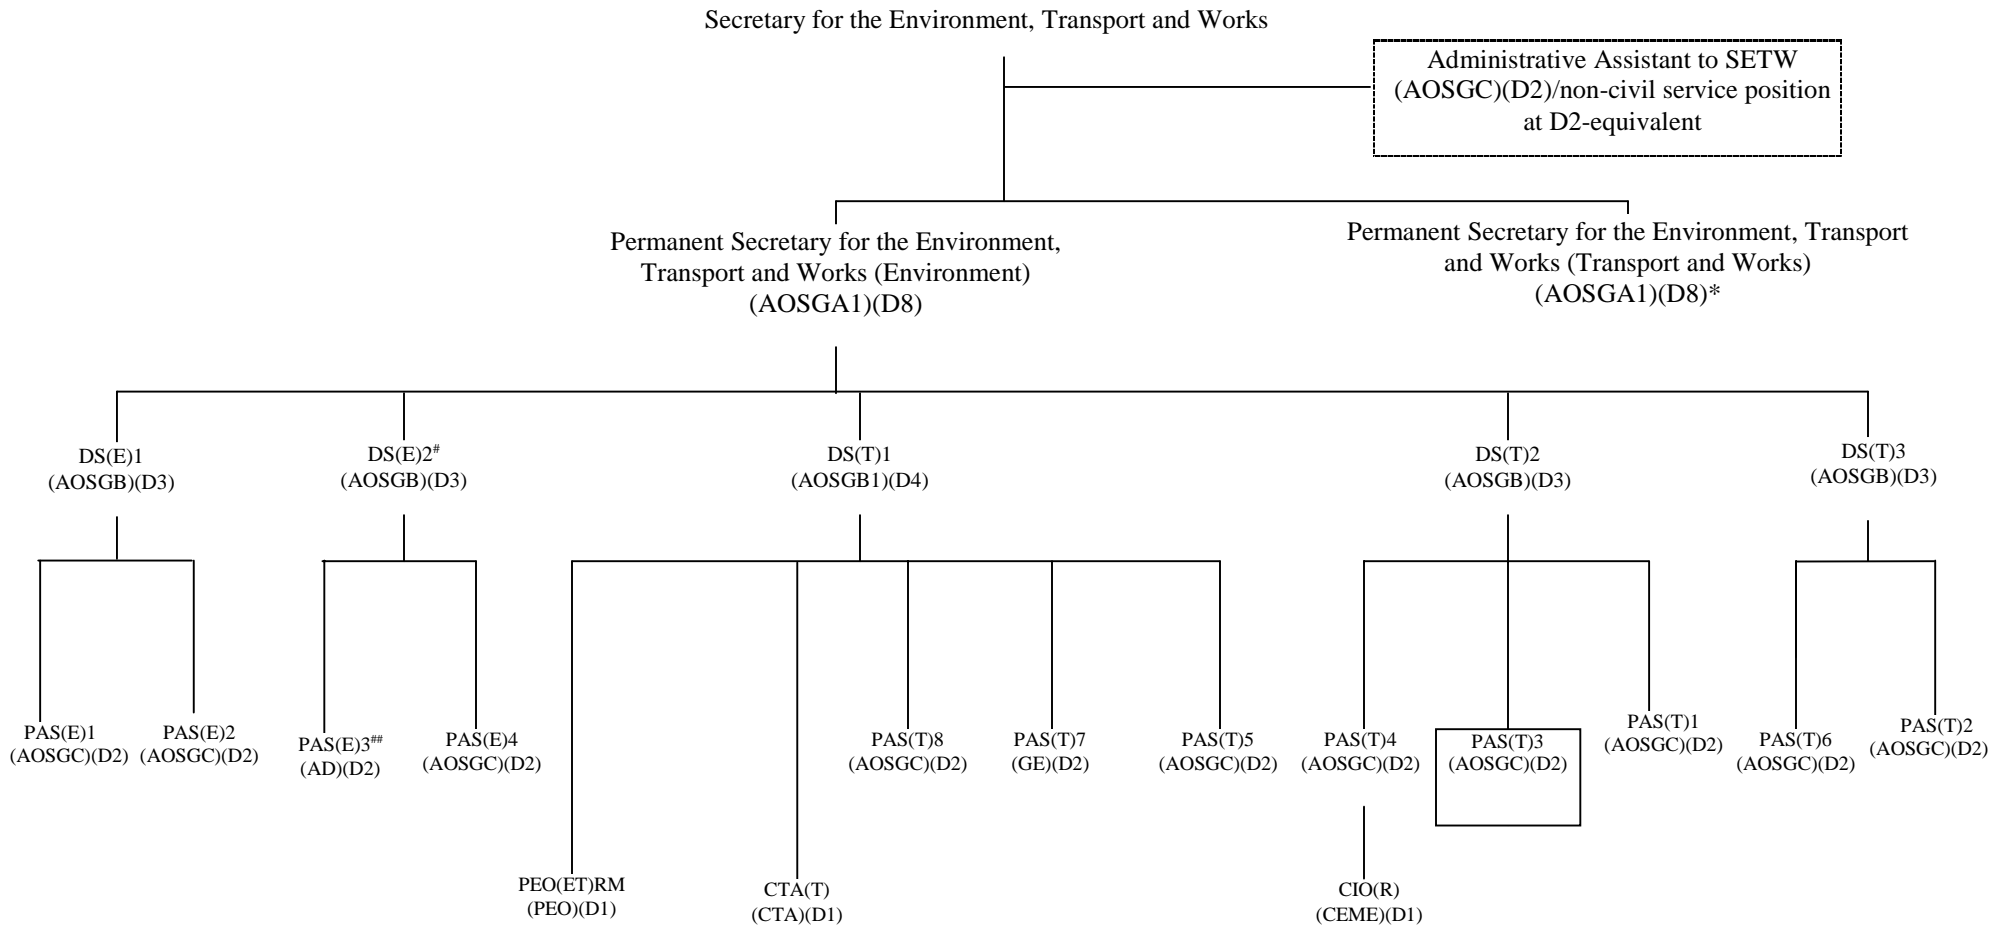 Secretary for the Environment, Transport and Works
Administrative Assistant to SETW
(AOSGC)(D2)/non-civil service position
at D2-equivalent
Permanent Secretary for the Environment,
Transport and Works (Environment)
(AOSGA1)(D8)
Permanent Secretary for the Environment, Transport
and Works (Transport and Works)
(AOSGA1)(D8)*
DS(E)1
(AOSGB)(D3)
DS(E)2#
(AOSGB)(D3)
DS(T)1
(AOSGB1)(D4)
DS(T)2
(AOSGB)(D3)
DS(T)3
(AOSGB)(D3)
PAS(E)1
(AOSGC)(D2)
PAS(E)2
(AOSGC)(D2)
PAS(E)3##
(AD)(D2)
PAS(E)4
(AOSGC)(D2)
PAS(T)8
(AOSGC)(D2)
PAS(T)7
(GE)(D2)
PAS(T)5
(AOSGC)(D2)
PAS(T)4
(AOSGC)(D2)
PAS(T)3
(AOSGC)(D2)
PAS(T)1
(AOSGC)(D2)
PAS(T)6
(AOSGC)(D2)
PAS(T)2
(AOSGC)(D2)
PEO(ET)RM
(PEO)(D1)
CTA(T)
(CTA)(D1)
CIO(R)
(CEME)(D1)